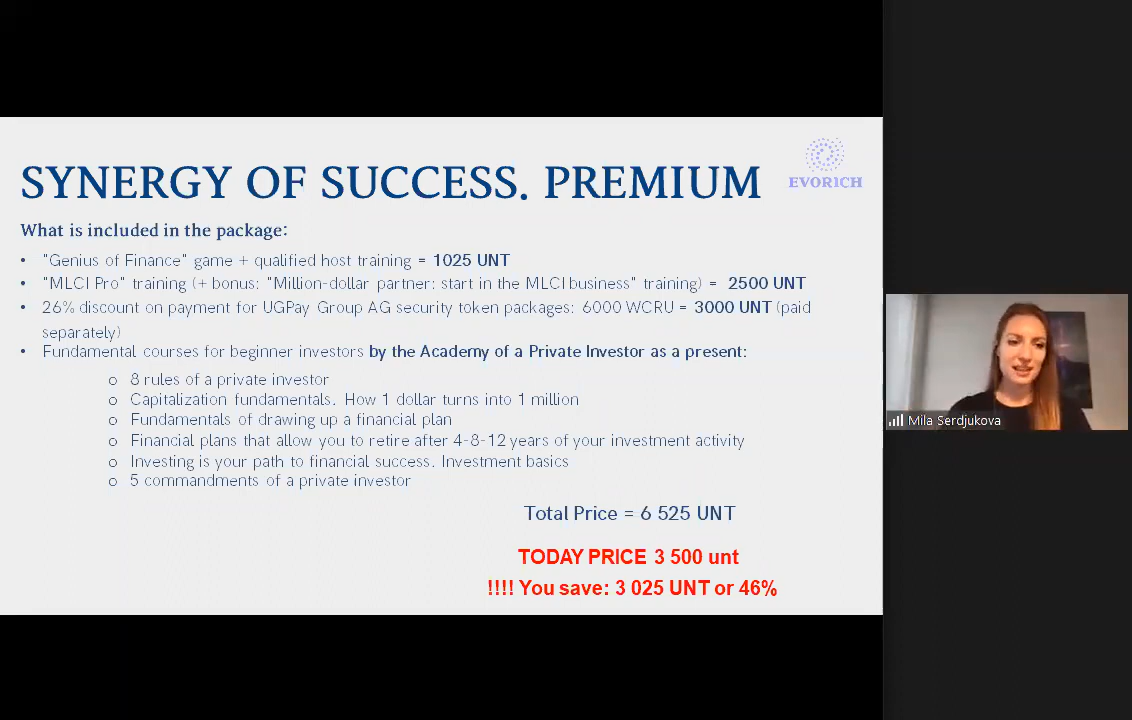 SYNERGY OF SUCCESS. PREMIUM
EVORICH
What is included in the package:
• "Genius of Finance" game + qualified host training = 1025 UNT
• "MLCI Pro" training (+ bonus: "Million-dollar partner: start in the MLCI business" training) = 2500 UNT
• 26% discount on payment for UGPay Group AG security token packages: 6000 WCRU = 3000 UNT (paid
separately)
• Fundamental courses for beginner investors by the Academy of a Private Investor as a present:
o 8 rules of a private investor
o Capitalization fundamentals. How 1 dollar turns into 1 million
o Fundamentals of drawing up a financial plan
o Financial plans that allow you to retire after 4-8-12 years of your investment activity
o Investing is your path to financial success. Investment basics
o 5 commandments of a private investor
Total Price = 6 525 UNT
TODAY PRICE 3 500 unt
!!!! You save: 3 025 UNT or 46%
Mila Serdjukova